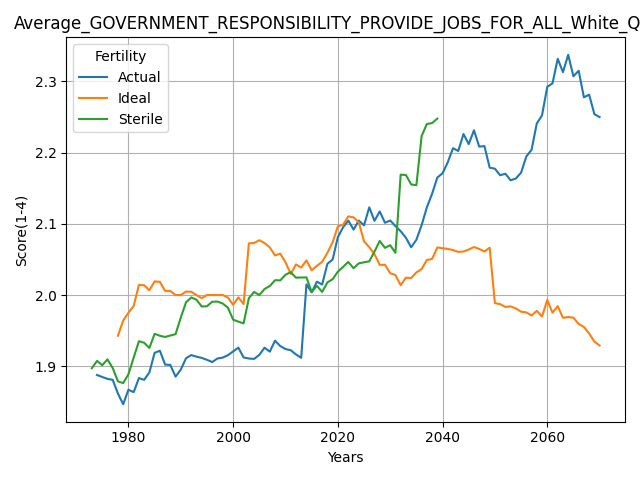 Average_GOVERNMENT_RESPONSIBILITY_PROVIDE_JOBS_FOR_ALL_White_Q
Fertility
Actual
Ideal
Sterile
Score(1-4)
2.3
2.2
2.1
2.0
1.9
1980 2000 2020 2040 2060
Years